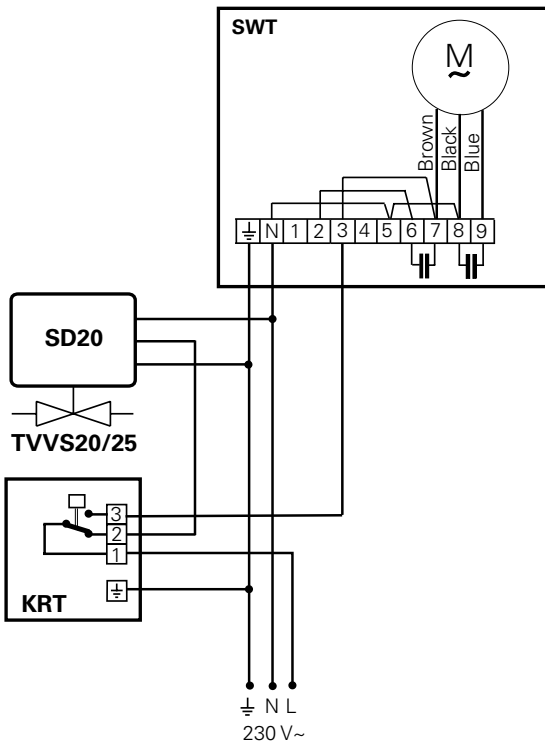 SWT
M
~
Brown
Black
Blue
N 1 2 3 4 5 6 7 8 9
SD20
TVVS20/25
3
2
1
KRT
N L
230 V~